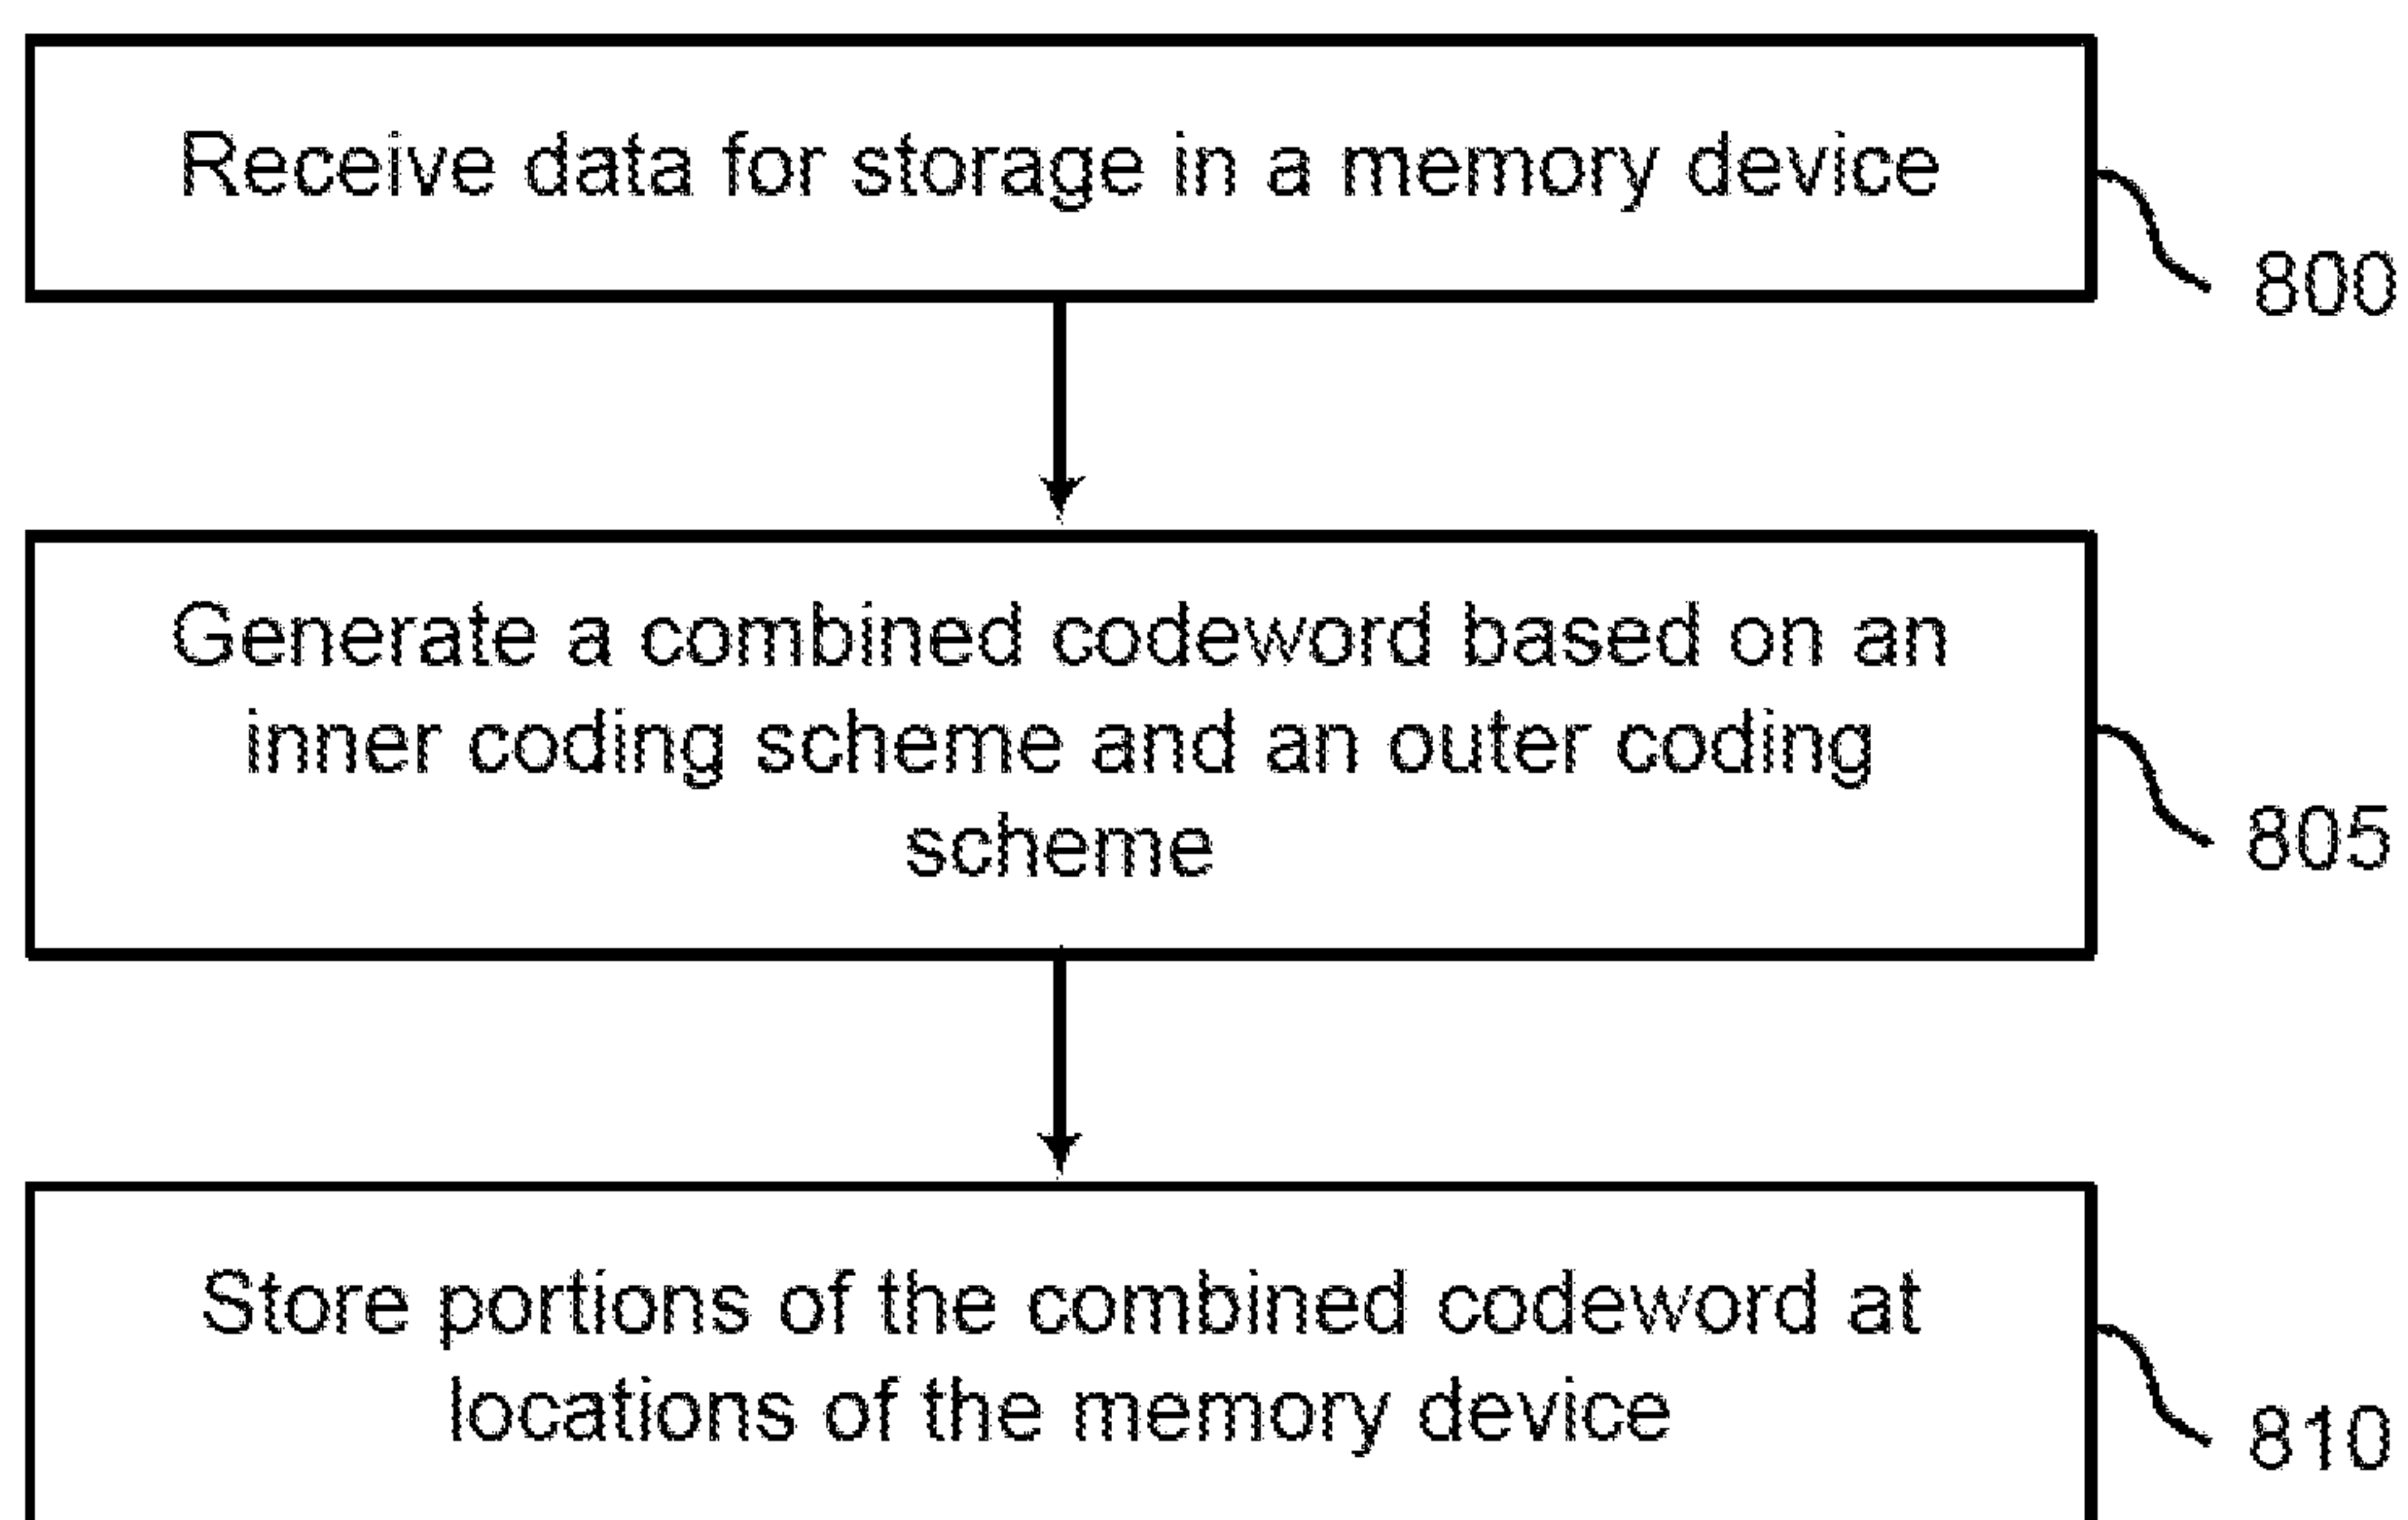 Receive data for storage in a memory device
800
Generate a combined codeword based on an
inner coding scheme and an outer coding
scheme
805
Store portions of the combined codeword at
locations of the memory device
810